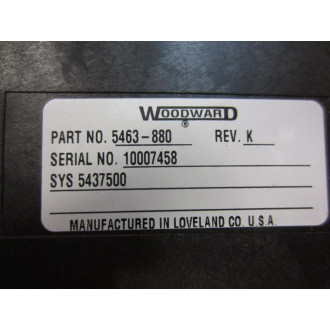 WOODWARD
®
PART NO. 5463-880 REV. K
SERIAL NO. 10007458
SYS 5437500
MANUFACTURED IN LOVELAND CO. U.S.A